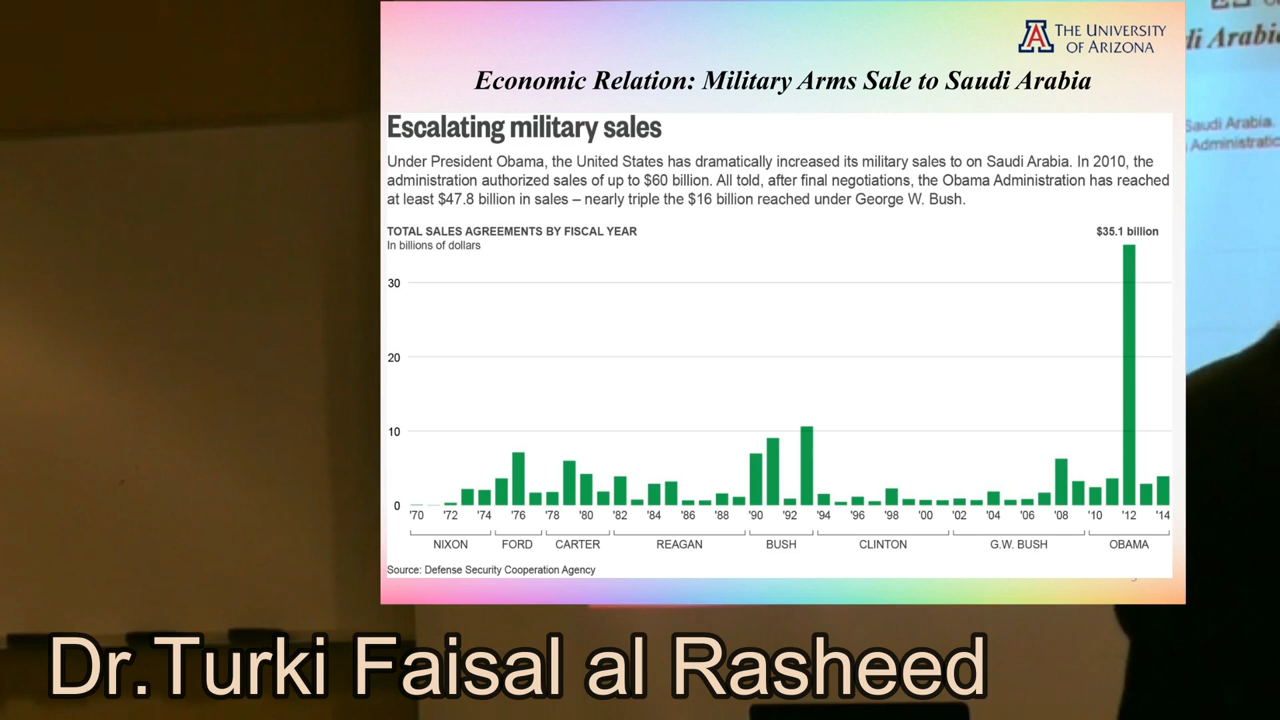 THE UNIVERSITY
OF ARIZONA
Economic Relation: Military Arms Sale to Saudi Arabia
Escalating military sales
Under President Obama, the United States has dramatically increased its military sales to on Saudi Arabia. In 2010, the
administration authorized sales of up to $60 billion. All told, after final negotiations, the Obama Administration has reached
at least $47.8 billion in sales – nearly triple the $16 billion reached under George W. Bush.
TOTAL SALES AGREEMENTS BY FISCAL YEAR
In billions of dollars
$35.1 billion
30
20
10
0
'70 '72 '74 '76 '78 '80 '82 '84 '86 '88 '90 '92 '94 '96 '98 '00 '02 '04 '06 '08 '10 '12 '14
NIXON FORD CARTER REAGAN BUSH CLINTON G.W. BUSH OBAMA
Source: Defense Security Cooperation Agency
Saudi Arabia.
Dr.Turki Faisal al Rasheed